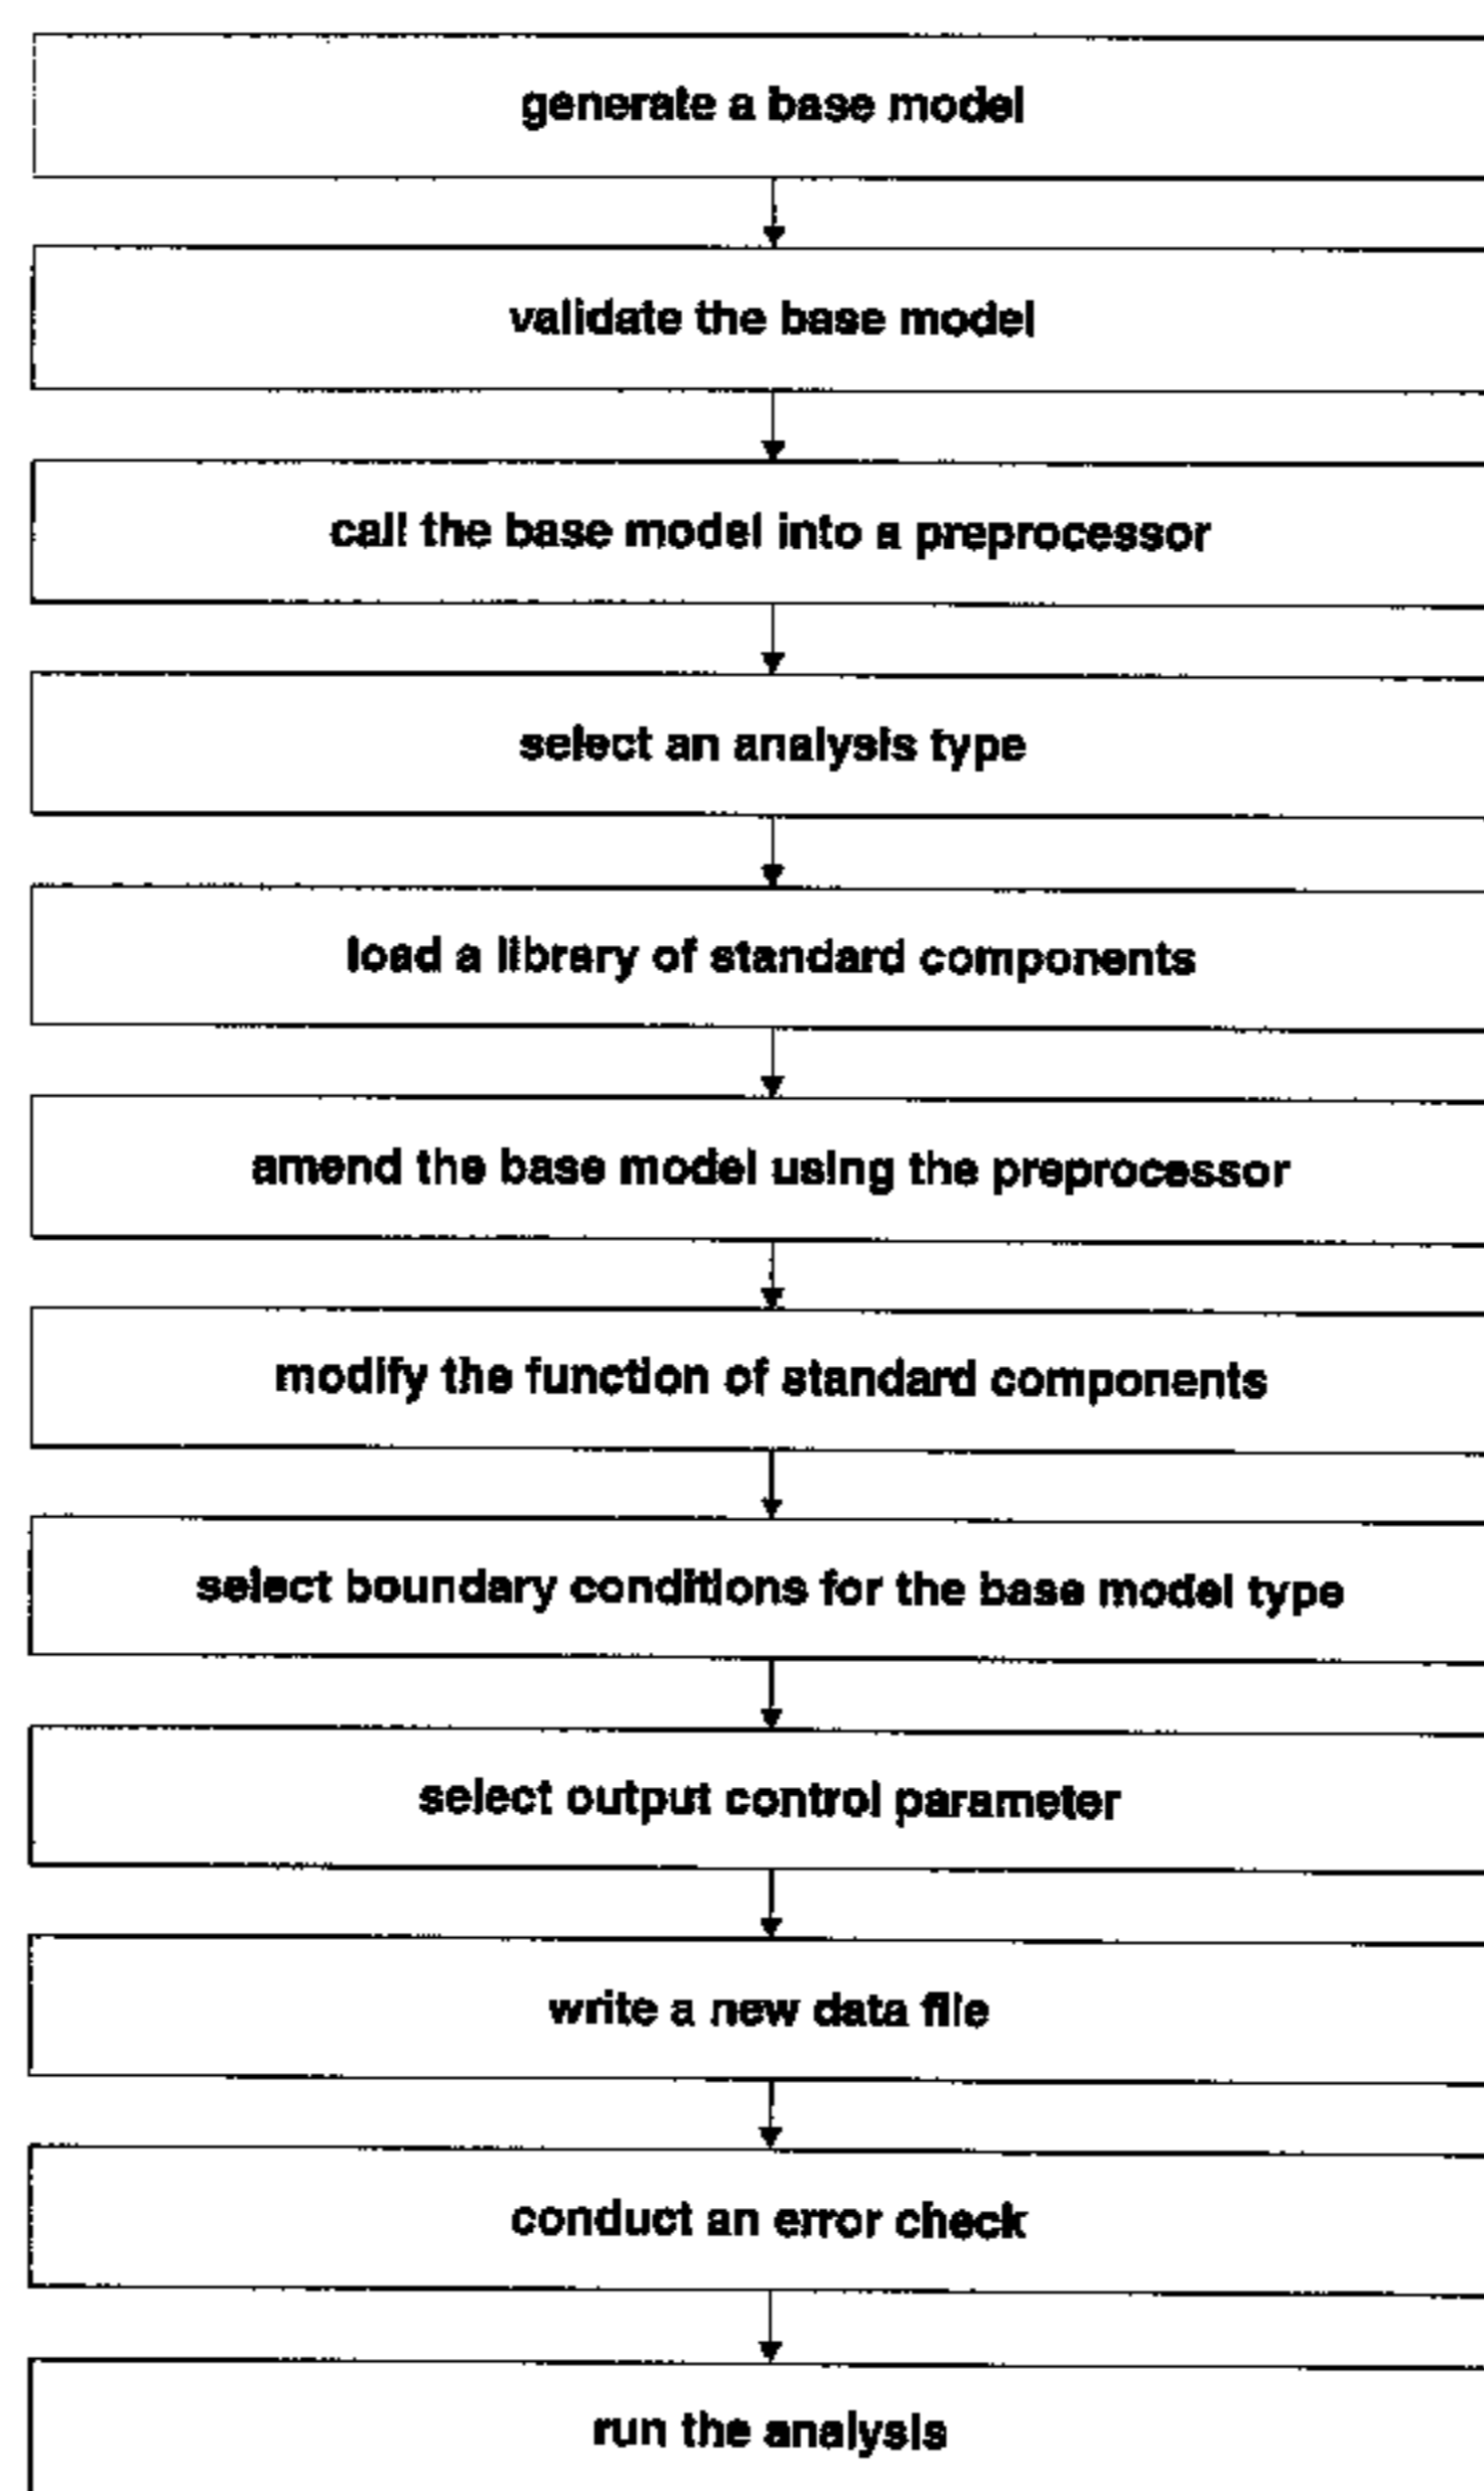 generate a base model
validate the base model
call the base model into a preprocessor
select an analysis type
load a library of standard components
amend the base model using the preprocessor
modify the function of standard components
select boundary conditions for the base model type
select output control parameter
write a new data file
conduct an error check
run the analysis